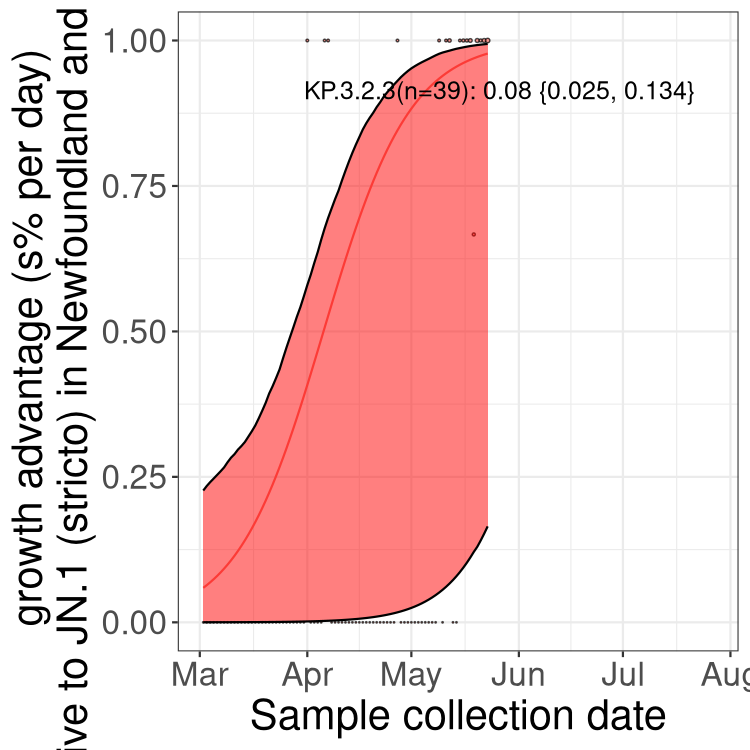 growth advantage (s% per day)
ive to JN.1 (stricto) in Newfoundland and
1.00
0.75
0.50
0.25
0.00
KP.3.2.3(n=39): 0.08 {0.025, 0.134}
Mar Apr May Jun Jul Aug
Sample collection date